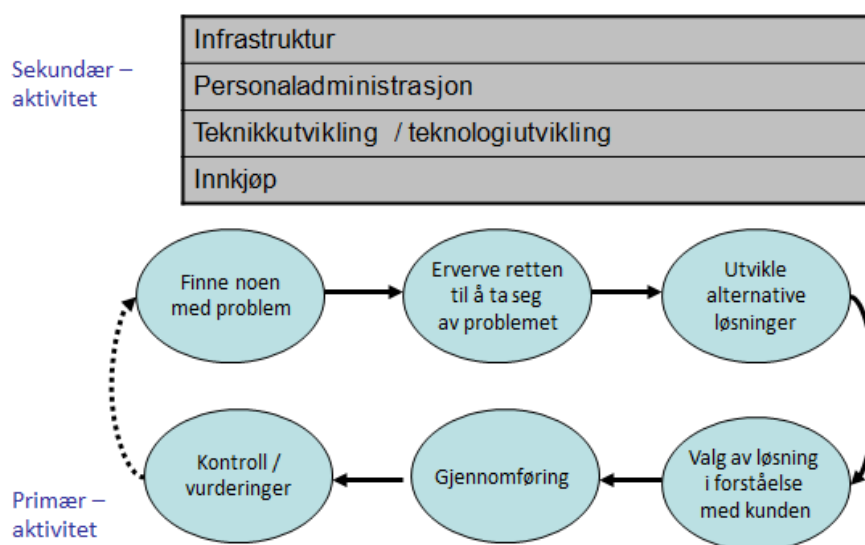 Infrastruktur
Sekundær –
aktivitet
Personaladministrasjon
Teknikkutvikling / teknologiutvikling
Innkjøp
Finne noen
med problem
Erverve retten
til å ta seg
av problemet
Utvikle
alternative
løsninger
Kontroll /
vurderinger
Gjennomføring
Valg av løsning
i forståelse
med kunden
Primær –
aktivitet